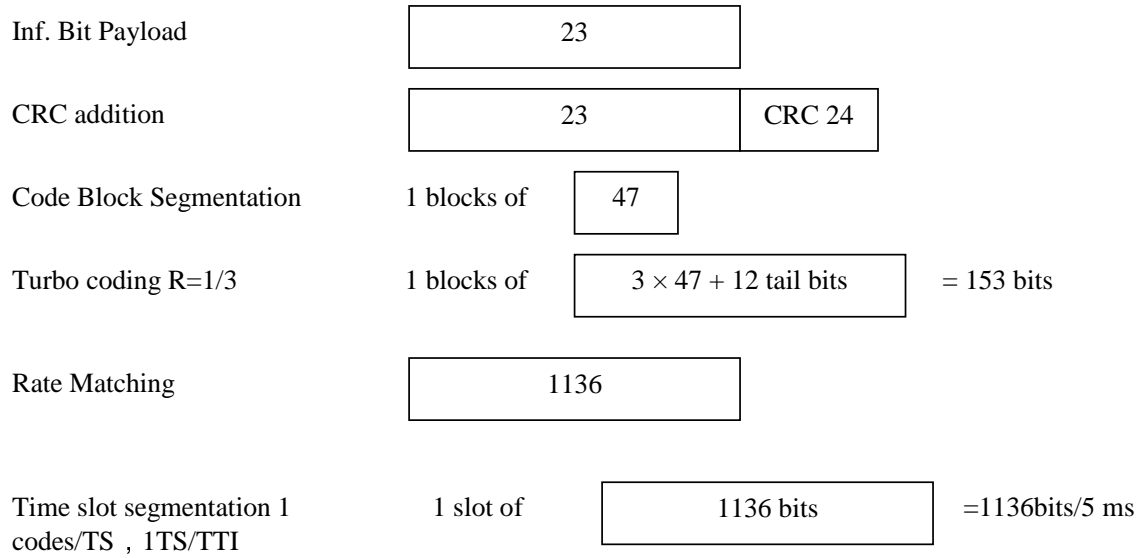 Inf. Bit Payload 23
CRC addition 23 CRC 24
Code Block Segmentation 1 blocks of 47
Turbo coding R=1/3 1 blocks of 3 × 47 + 12 tail bits = 153 bits
Rate Matching 1136
Time slot segmentation 1 1 slot of 1136 bits =1136bits/5 ms
codes/TS , 1TS/TTI